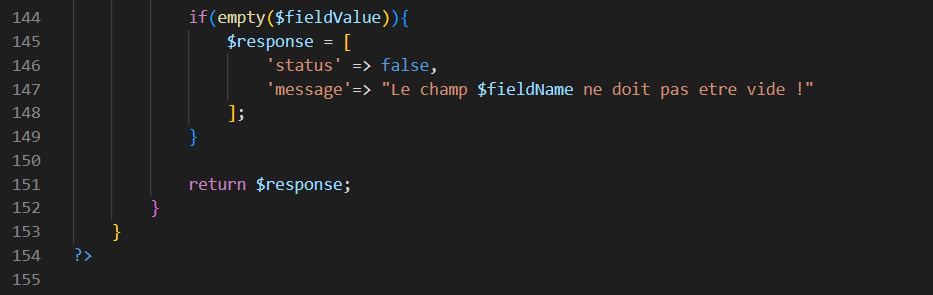 144 if(empty($fieldValue)){
145 $response = [
146 'status' => false,
147 'message'=> "Le champ $fieldName ne doit pas etre vide !"
148 ];
149 }
150
151 return $response;
152 }
153 }
154 ?>
155